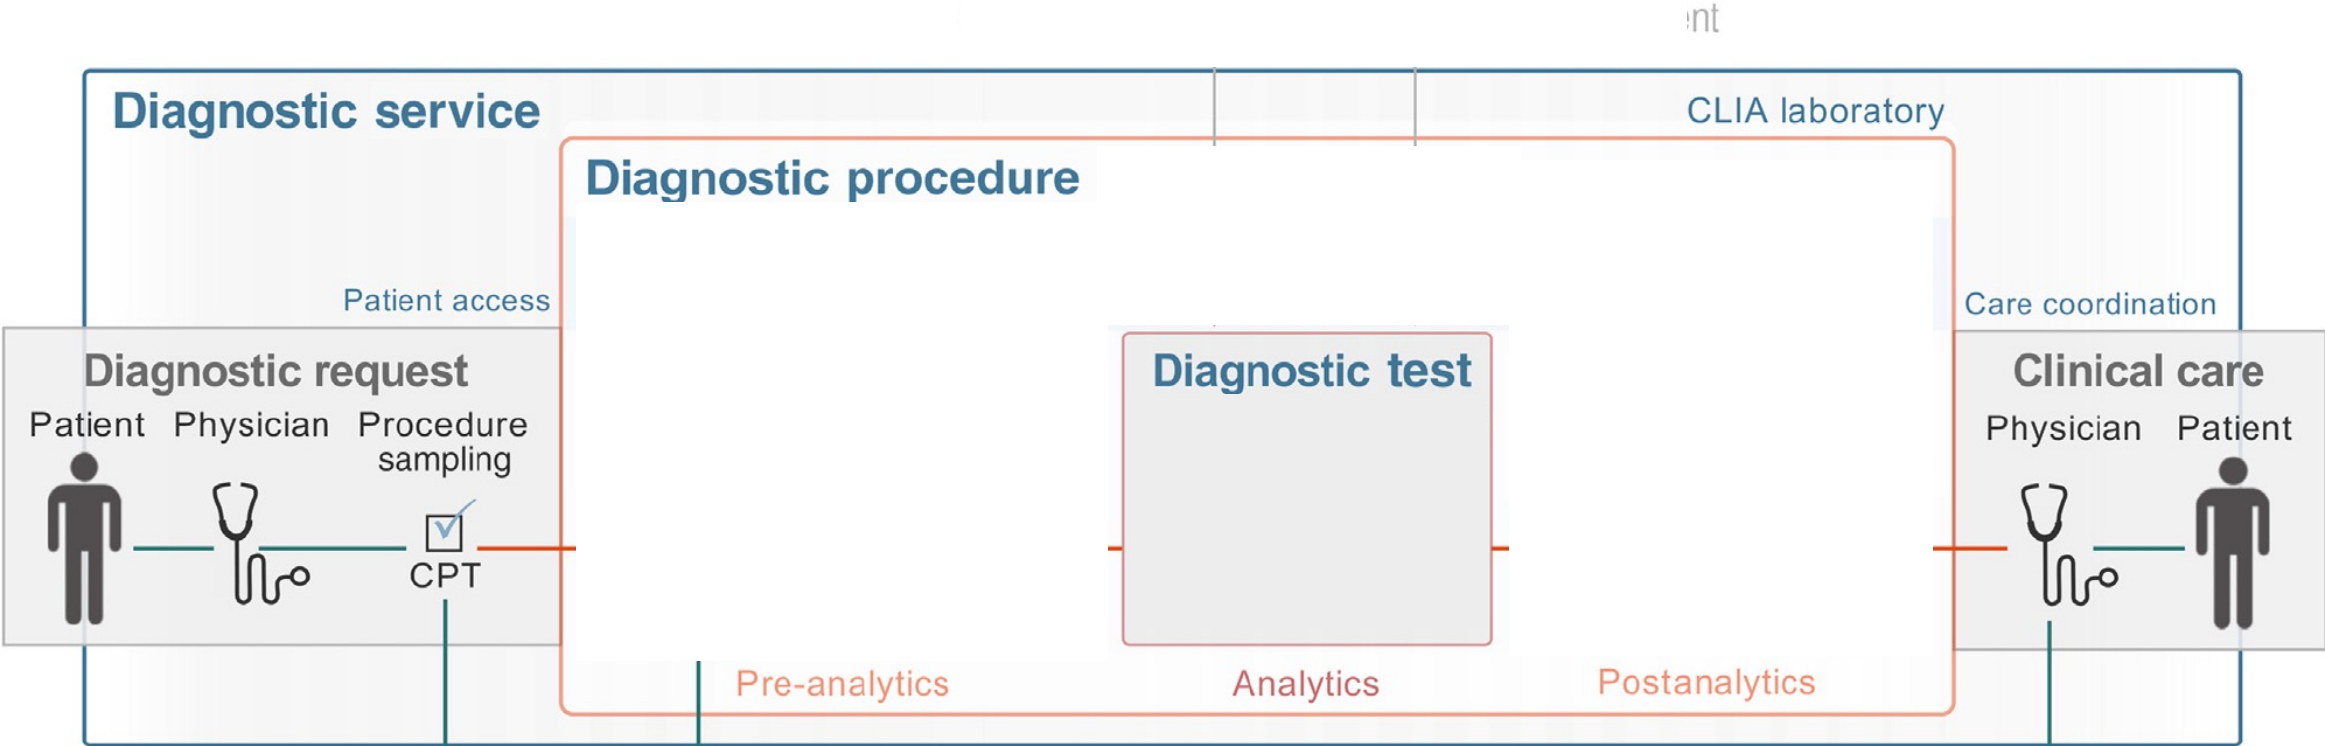 Diagnostic service
CLIA laboratory
Diagnostic procedure
Patient access
Care coordination
Diagnostic request
Diagnostic test
Clinical care
Patient Physician Procedure
sampling
Physician Patient
CPT
Pre-analytics
Analytics
Postanalytics